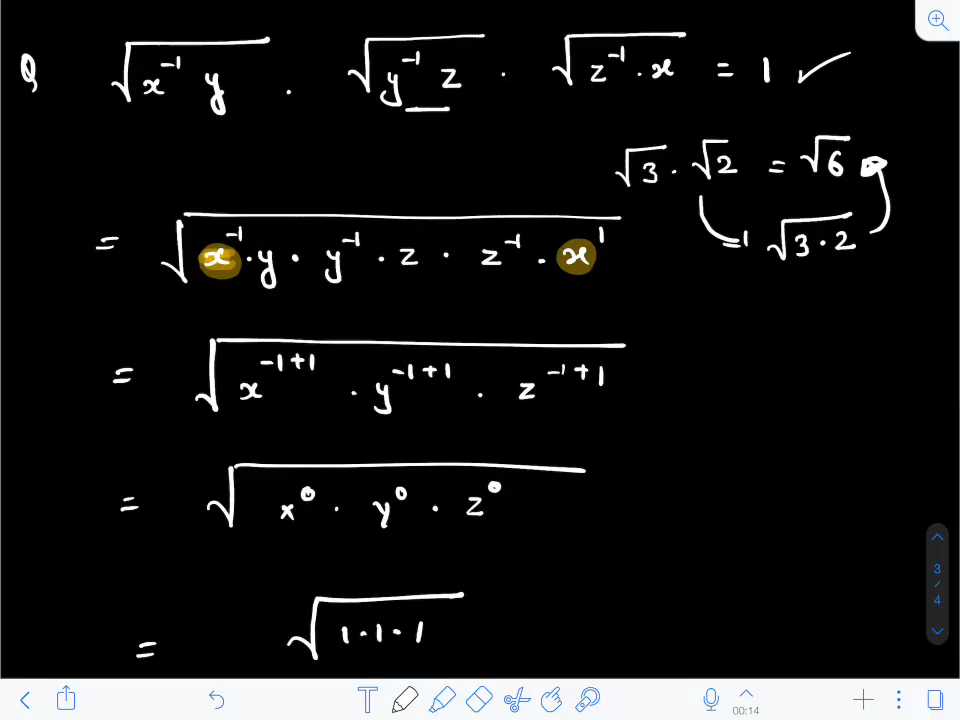 Q √(x⁻¹ y) . √(y⁻¹ z) . √(z⁻¹ · x) = 1 ✓
√3 · √2 = √6
= √(x⁻¹ · y · y⁻¹ · z · z⁻¹ · x¹)
= √(3 · 2)
= √(x⁻¹⁺¹ · y⁻¹⁺¹ · z⁻¹⁺¹)
= √(x⁰ · y⁰ · z⁰)
= √(1 · 1 · 1)
3 / 4
T
00:14